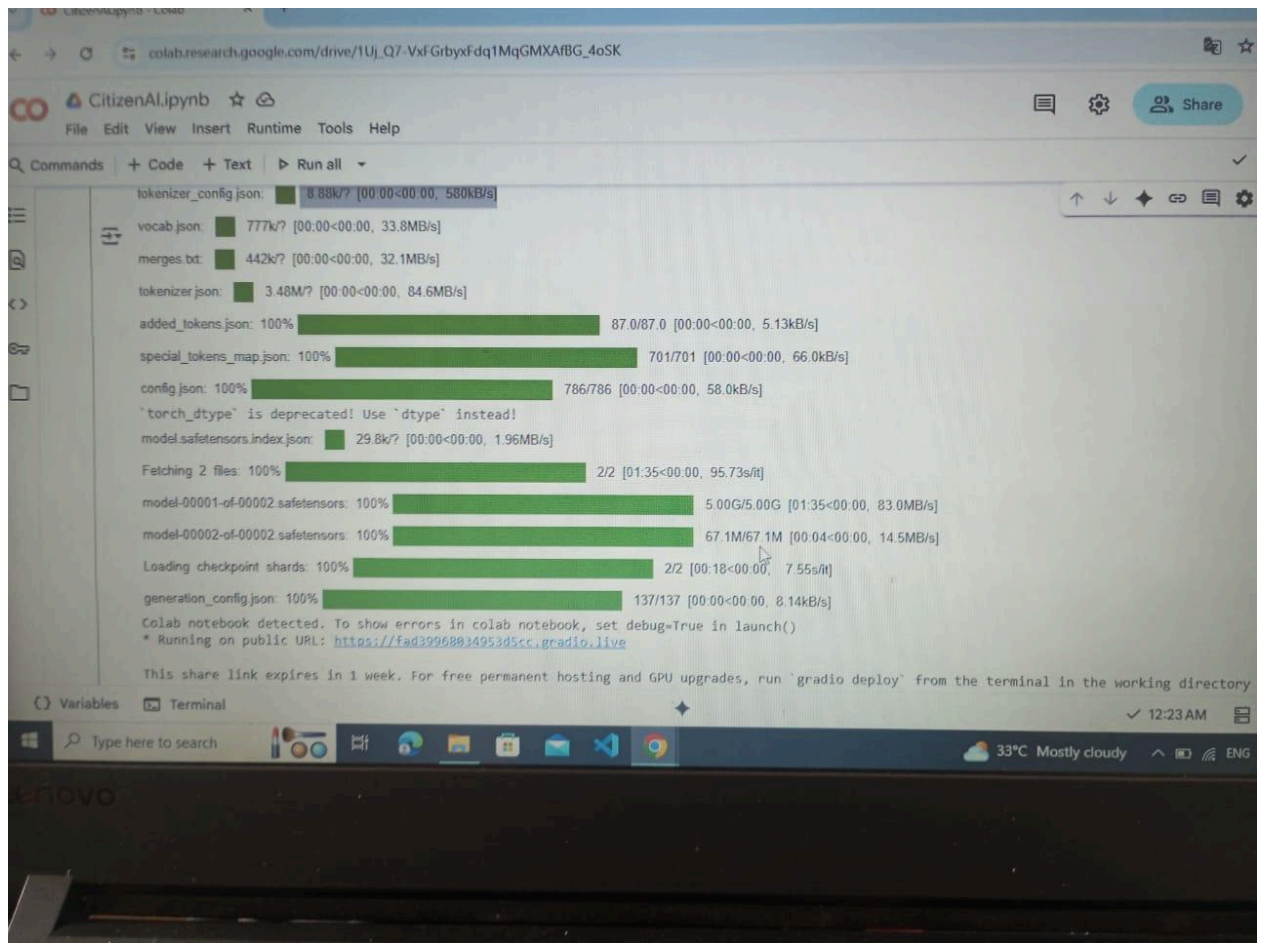 CitizenAI.ipynb - Colab
colab.research.google.com/drive/1Uj_Q7-VxFGrbyxFdq1MqGMXAfBG_4oSK
CO CitizenAI.ipynb
Share
File Edit View Insert Runtime Tools Help
Commands + Code + Text Run all
tokenizer_config.json: 8.88k/? [00:00<00:00, 580kB/s]
vocab.json: 777k/? [00:00<00:00, 33.8MB/s]
merges.txt: 442k/? [00:00<00:00, 32.1MB/s]
tokenizer.json: 3.48M/? [00:00<00:00, 84.6MB/s]
added_tokens.json: 100% 87.0/87.0 [00:00<00:00, 5.13kB/s]
special_tokens_map.json: 100% 701/701 [00:00<00:00, 66.0kB/s]
config.json: 100% 786/786 [00:00<00:00, 58.0kB/s]
`torch_dtype` is deprecated! Use `dtype` instead!
model.safetensors.index.json: 29.8k/? [00:00<00:00, 1.96MB/s]
Fetching 2 files: 100% 2/2 [01:35<00:00, 95.73s/it]
model-00001-of-00002.safetensors: 100% 5.00G/5.00G [01:35<00:00, 83.0MB/s]
model-00002-of-00002.safetensors: 100% 67.1M/67.1M [00:04<00:00, 14.5MB/s]
Loading checkpoint shards: 100% 2/2 [00:18<00:00, 7.55s/it]
generation_config.json: 100% 137/137 [00:00<00:00, 8.14kB/s]
Colab notebook detected. To show errors in colab notebook, set debug=True in launch()
* Running on public URL: https://fad39968034953d5cc.gradio.live
This share link expires in 1 week. For free permanent hosting and GPU upgrades, run `gradio deploy` from the terminal in the working directory
Variables Terminal
12:23 AM
Type here to search
33°C Mostly cloudy
ENG
lenovo